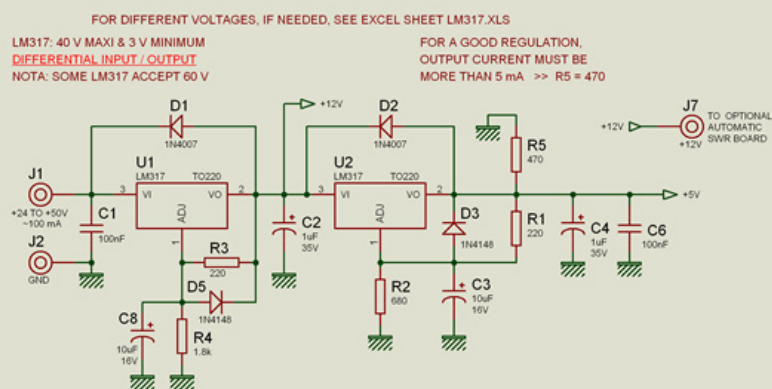 FOR DIFFERENT VOLTAGES, IF NEEDED, SEE EXCEL SHEET LM317.XLS
LM317: 40 V MAXI & 3 V MINIMUM
DIFFERENTIAL INPUT / OUTPUT
NOTA: SOME LM317 ACCEPT 60 V
FOR A GOOD REGULATION,
OUTPUT CURRENT MUST BE
MORE THAN 5 mA >> R5 = 470
D1
1N4007
+12V
D2
1N4007
R5
470
J7
+12V
+12V
TO OPTIONAL
AUTOMATIC
SWR BOARD
J1
+24 TO +50V
~100 mA
C1
100nF
J2
GND
U1
LM317
TO220
3
VI
VO
2
ADJ
1
R3
220
D5
1N4148
C8
10uF
16V
R4
1.8k
C2
1uF
35V
U2
LM317
TO220
3
VI
VO
2
ADJ
1
D3
1N4148
R2
680
C3
10uF
16V
R1
220
C4
1uF
35V
C6
100nF
+5V